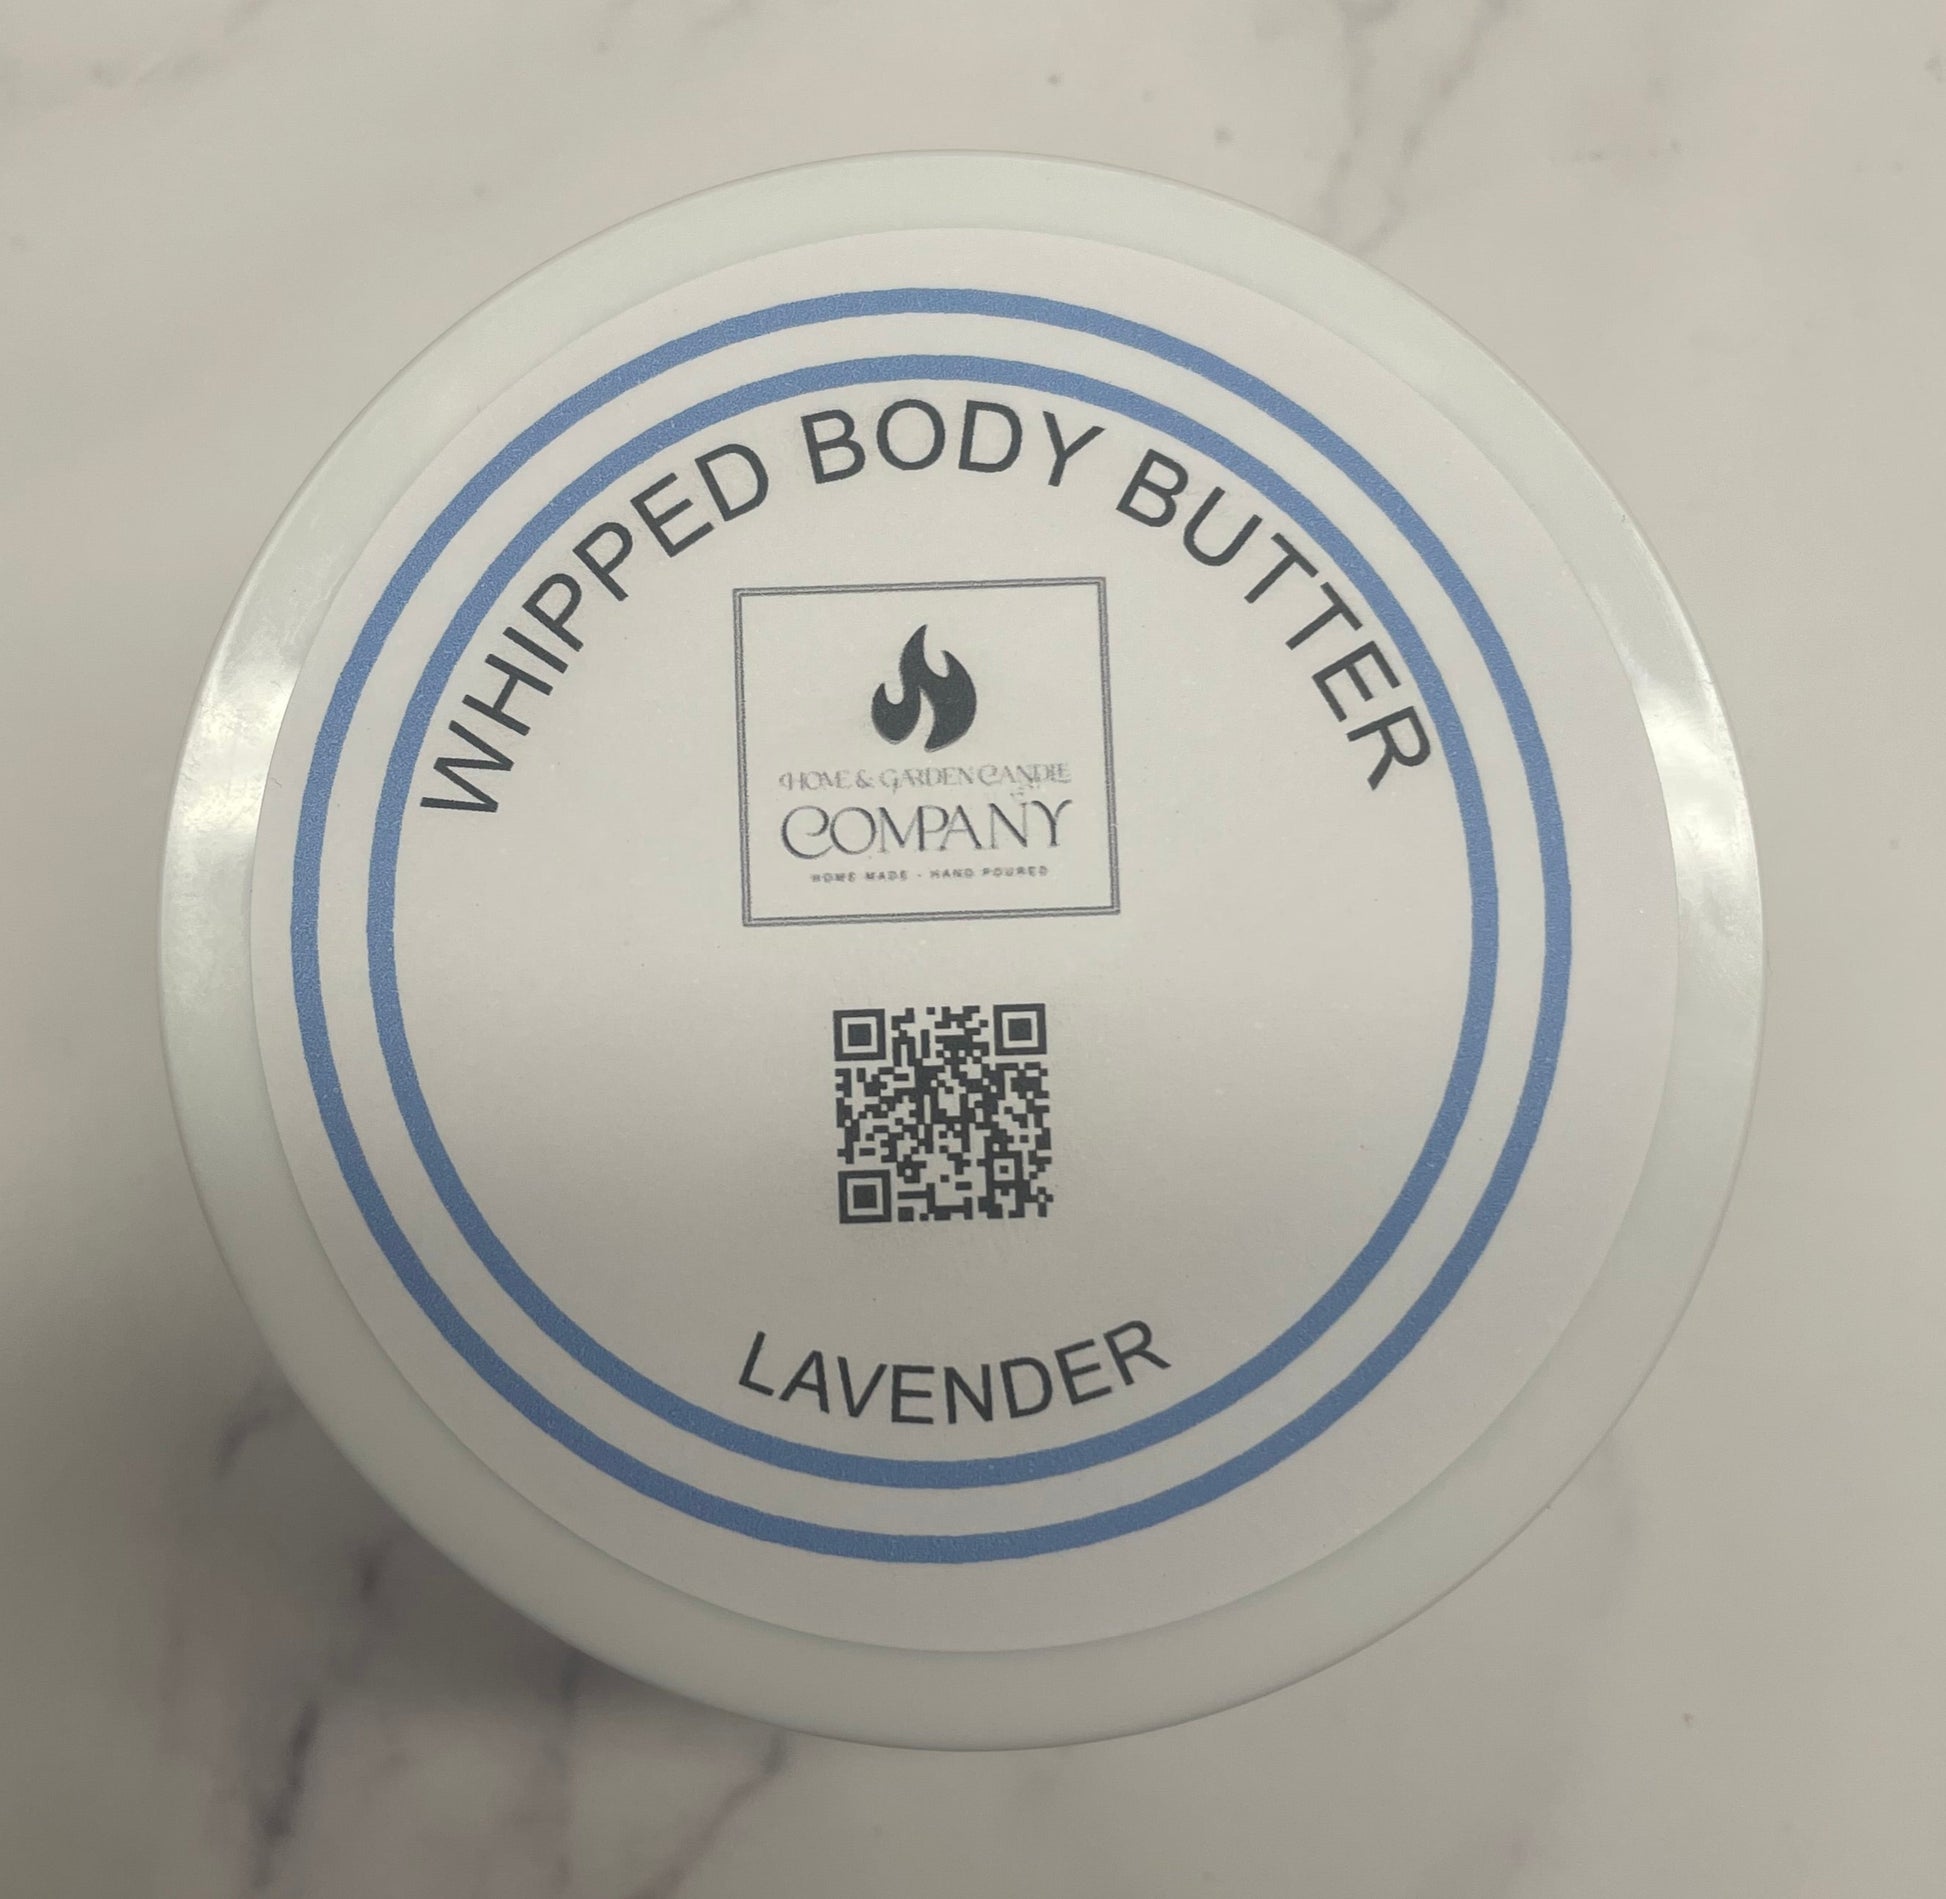 WHIPPED BODY BUTTER
HOME & GARDEN CANDLE
COMPANY
HOME MADE - HAND POURED
LAVENDER